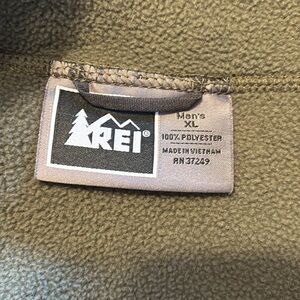 REI®
Men's
XL
100% POLYESTER
MADE IN VIETNAM
RN 37249